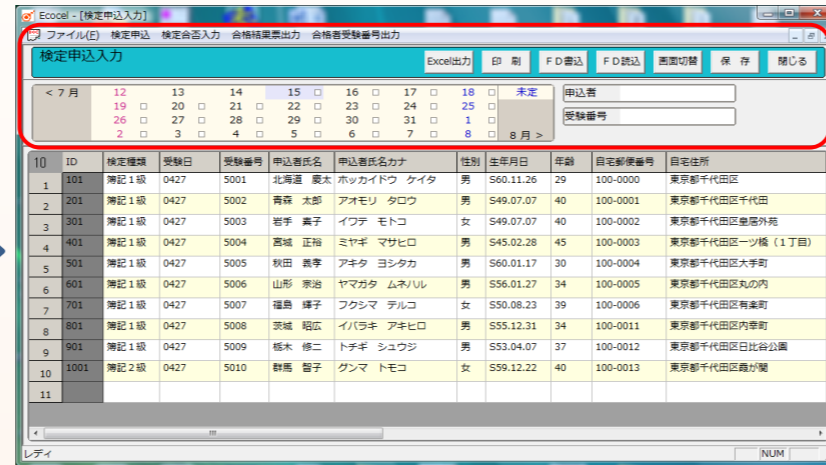 Ecocel - [検定申込入力]
ファイル(F) 検定申込 検定合否入力 合格結果票出力 合格者受験番号出力
検定申込入力 Excel出力 印 刷 ＦＤ書込 ＦＤ読込 画面切替 保 存 閉じる
< 7 月 12 13 14 15 16 17 18 未定 申込者
19 20 21 22 23 24 25 受験番号
26 27 28 29 30 31 1
2 3 4 5 6 7 8 8 月 >
10 ID 検定種類 受験日 受験番号 申込者氏名 申込者氏名カナ 性別 生年月日 年齢 自宅郵便番号 自宅住所
1 101 簿記１級 0427 5001 北海道 慶太 ホッカイドウ ケイタ 男 S60.11.26 29 100-0000 東京都千代田区
2 201 簿記１級 0427 5002 青森 太郎 アオモリ タロウ 男 S49.07.07 40 100-0001 東京都千代田区千代田
3 301 簿記１級 0427 5003 岩手 素子 イワテ モトコ 女 S49.07.07 40 100-0002 東京都千代田区皇居外苑
4 401 簿記１級 0427 5004 宮城 正裕 ミヤギ マサヒロ 男 S45.02.28 45 100-0003 東京都千代田区一ツ橋（１丁目）
5 501 簿記１級 0427 5005 秋田 義孝 アキタ ヨシタカ 男 S60.01.17 30 100-0004 東京都千代田区大手町
6 601 簿記１級 0427 5006 山形 宗治 ヤマガタ ムネハル 男 S56.01.27 34 100-0005 東京都千代田区丸の内
7 701 簿記１級 0427 5007 福島 輝子 フクシマ テルコ 女 S50.08.23 39 100-0006 東京都千代田区有楽町
8 801 簿記１級 0427 5008 茨城 昭広 イバラキ アキヒロ 男 S55.12.31 34 100-0011 東京都千代田区内幸町
9 901 簿記１級 0427 5009 栃木 修二 トチギ シュウジ 男 S53.04.07 37 100-0012 東京都千代田区日比谷公園
10 1001 簿記２級 0427 5010 群馬 智子 グンマ トモコ 女 S59.12.22 40 100-0013 東京都千代田区霞が関
11
レディ NUM